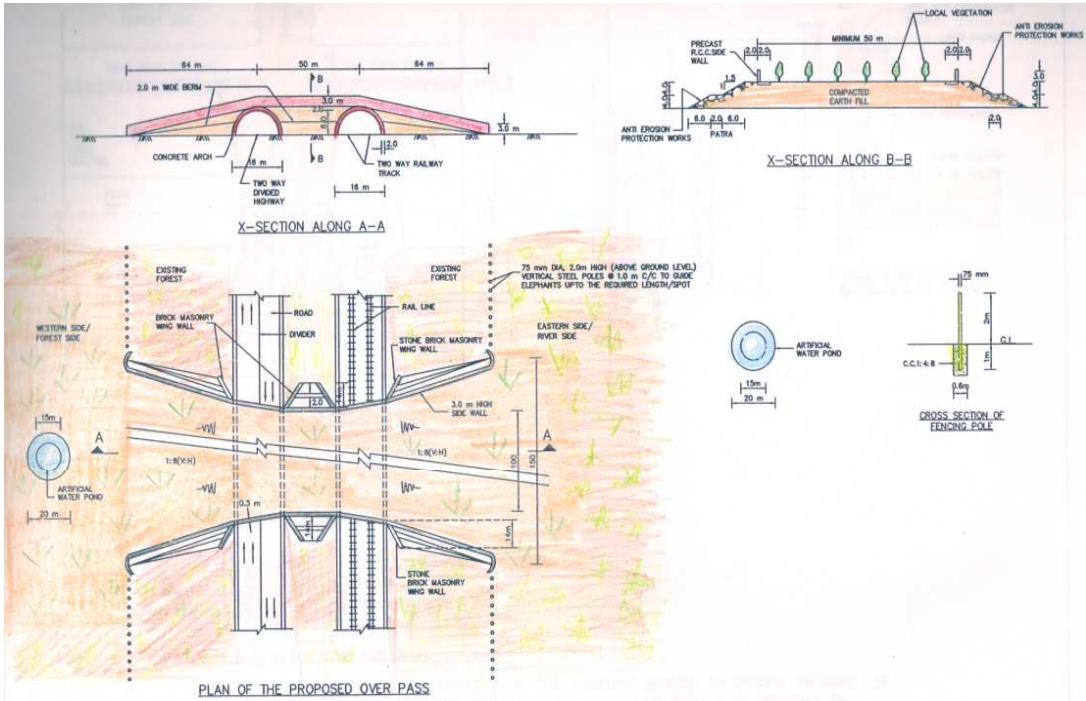 64 m
50 m
64 m
B
2.0 m WIDE BERM
3.0 m
2.0
6.0
3.0 m
B
2.0
CONCRETE ARCH
16 m
TWO WAY
DIVIDED
HIGHWAY
TWO WAY RAILWAY
TRACK
16 m
X-SECTION ALONG A-A
LOCAL VEGETATION
ANTI EROSION
PROTECTION WORKS
PRECAST
R.C.C.SIDE
WALL
2.0 2.0
MINIMUM 50 m
2.0 2.0
1.5
1
3.0
COMPACTED
EARTH FILL
ANTI EROSION
PROTECTION WORKS
6.0 2.0 6.0
PATRA
2.0
X-SECTION ALONG B-B
EXISTING
FOREST
EXISTING
FOREST
75 mm DIA, 2.0m HIGH (ABOVE GROUND LEVEL)
VERTICAL STEEL POLES @ 1.0 m C/C TO GUIDE
ELEPHANTS UPTO THE REQUIRED LENGTH/SPOT
BRICK MASONRY
WING WALL
ROAD
DIVIDER
RAIL LINE
WESTERN SIDE/
FOREST SIDE
STONE BRICK MASONRY
WING WALL
EASTERN SIDE/
RIVER SIDE
2.0
14m
3.0 m HIGH
SIDE WALL
15m
A
1:8(V:H)
1:8(V:H)
A
100
150
ARTIFICIAL
WATER POND
20 m
0.3 m
14m
14m
STONE
BRICK MASONRY
WING WALL
PLAN OF THE PROPOSED OVER PASS
ARTIFICIAL
WATER POND
15m
20 m
75 mm
2m
G.L
1m
C.C.1: 4: 8
0.6m
CROSS SECTION OF
FENCING POLE